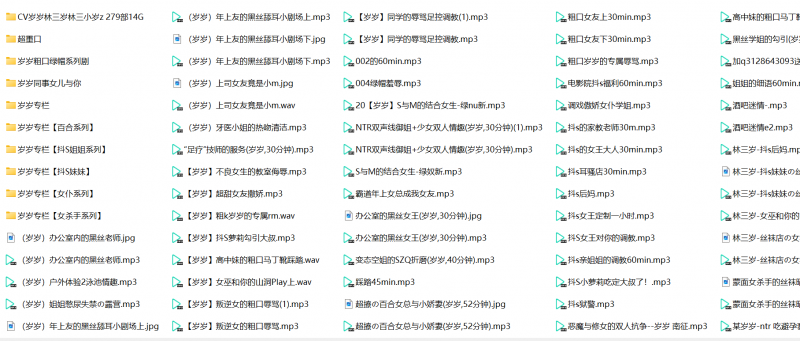 CV岁岁林三岁林三小岁z 279部14G
超重口
岁岁粗口绿帽系列剧
岁岁同事女儿与你
岁岁专栏
岁岁专栏【百合系列】
岁岁专栏【抖S姐姐系列】
岁岁专栏【抖S妹妹】
岁岁专栏【女仆系列】
岁岁专栏【女杀手系列】
（岁岁）办公室内的黑丝老师.jpg
（岁岁）办公室内的黑丝老师.mp3
（岁岁）户外体验2泳池情趣.mp3
（岁岁）姐姐憋尿失禁の露营.mp3
（岁岁）年上友的黑丝舔耳小剧场上.jpg
（岁岁）年上友的黑丝舔耳小剧场上.mp3
（岁岁）年上友的黑丝舔耳小剧场下.jpg
（岁岁）年上友的黑丝舔耳小剧场下.mp3
（岁岁）上司女友竟是小m.jpg
（岁岁）上司女友竟是小m.wav
（岁岁）牙医小姐的热吻清洁.mp3
“足疗”技师的服务(岁岁,30分钟).mp3
【岁岁】不良女生的教室侮辱.mp3
【岁岁】超甜女友撒娇.mp3
【岁岁】粗k岁岁的专属rm.wav
【岁岁】抖S萝莉勾引大叔.mp3
【岁岁】高中妹的粗口马丁靴踩踏.wav
【岁岁】女巫和你的山洞Play上.wav
【岁岁】叛逆女的粗口辱骂(1).mp3
【岁岁】叛逆女的粗口辱骂.mp3
【岁岁】同学的辱骂足控调教(1).mp3
【岁岁】同学的辱骂足控调教.mp3
002的60min.mp3
004绿帽羞辱.mp3
20【岁岁】S与M的结合女生-绿nu新.mp3
NTR双声线御姐+少女双人情趣(岁岁,30分钟)(1).mp3
NTR双声线御姐+少女双人情趣(岁岁,30分钟).mp3
S与M的结合女生-绿奴新.mp3
霸道年上女总成我女友.mp3
办公室的黑丝女王(岁岁,30分钟).jpg
办公室的黑丝女王(岁岁,30分钟).mp3
变态空姐的SZQ折磨(岁岁,40分钟).mp3
踩踏45min.mp3
超撩の百合女总与小娇妻(岁岁,52分钟).jpg
超撩の百合女总与小娇妻(岁岁,52分钟).mp3
粗口女友上30min.mp3
粗口女友下30min.mp3
粗口岁岁的专属辱骂.mp3
电影院抖s福利60min.mp3
调戏傲娇女仆学姐.mp3
抖s的家教老师30m.mp3
抖s的女王大人30min.mp3
抖s耳骚店30min.mp3
抖s后妈.mp3
抖s女王定制一小时.mp3
抖S女王对你的调教.mp3
抖s亲姐姐的调教60min.mp3
抖S小萝莉吃定大叔了！.mp3
抖s狱警.mp3
恶魔与修女的双人抗争--岁岁 南征.mp3
高中妹的粗口马丁靴
黑丝学姐的勾引(岁
加q3128643093送
姐姐的细语60min.m
酒吧迷情-.mp3
酒吧迷情e2.mp3
林三岁-抖s后妈.mp
林三岁-抖s妹妹の丝
林三岁-抖s妹妹の丝
林三岁-女巫和你的
林三岁-丝袜店の女
林三岁-丝袜店の女
蒙面女杀手的丝袜
蒙面女杀手的丝袜
某岁岁-ntr 吃避孕